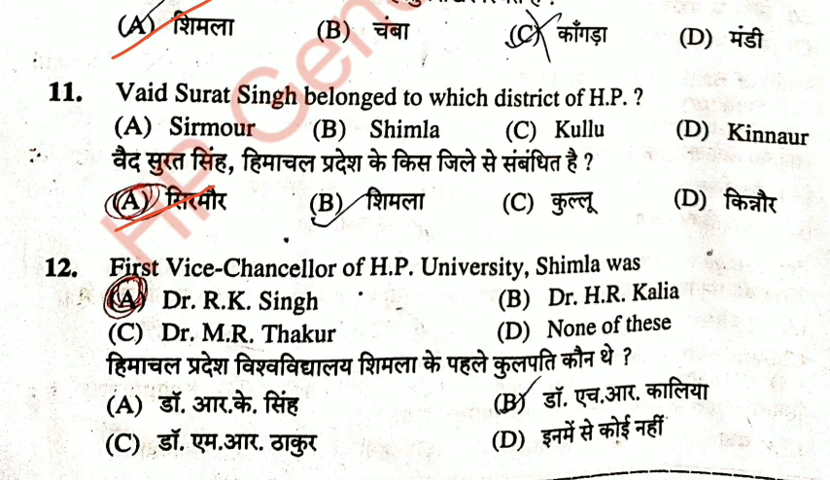 (A) शिमला (B) चंबा (C) काँगड़ा (D) मंडी
11. Vaid Surat Singh belonged to which district of H.P. ?
(A) Sirmour (B) Shimla (C) Kullu (D) Kinnaur
वैद सुरत सिंह, हिमाचल प्रदेश के किस जिले से संबंधित है ?
(A) सिरमौर (B) शिमला (C) कुल्लू (D) किन्नौर
12. First Vice-Chancellor of H.P. University, Shimla was
(A) Dr. R.K. Singh (B) Dr. H.R. Kalia
(C) Dr. M.R. Thakur (D) None of these
हिमाचल प्रदेश विश्वविद्यालय शिमला के पहले कुलपति कौन थे ?
(A) डॉ. आर.के. सिंह (B) डॉ. एच.आर. कालिया
(C) डॉ. एम.आर. ठाकुर (D) इनमें से कोई नहीं
HP Gen